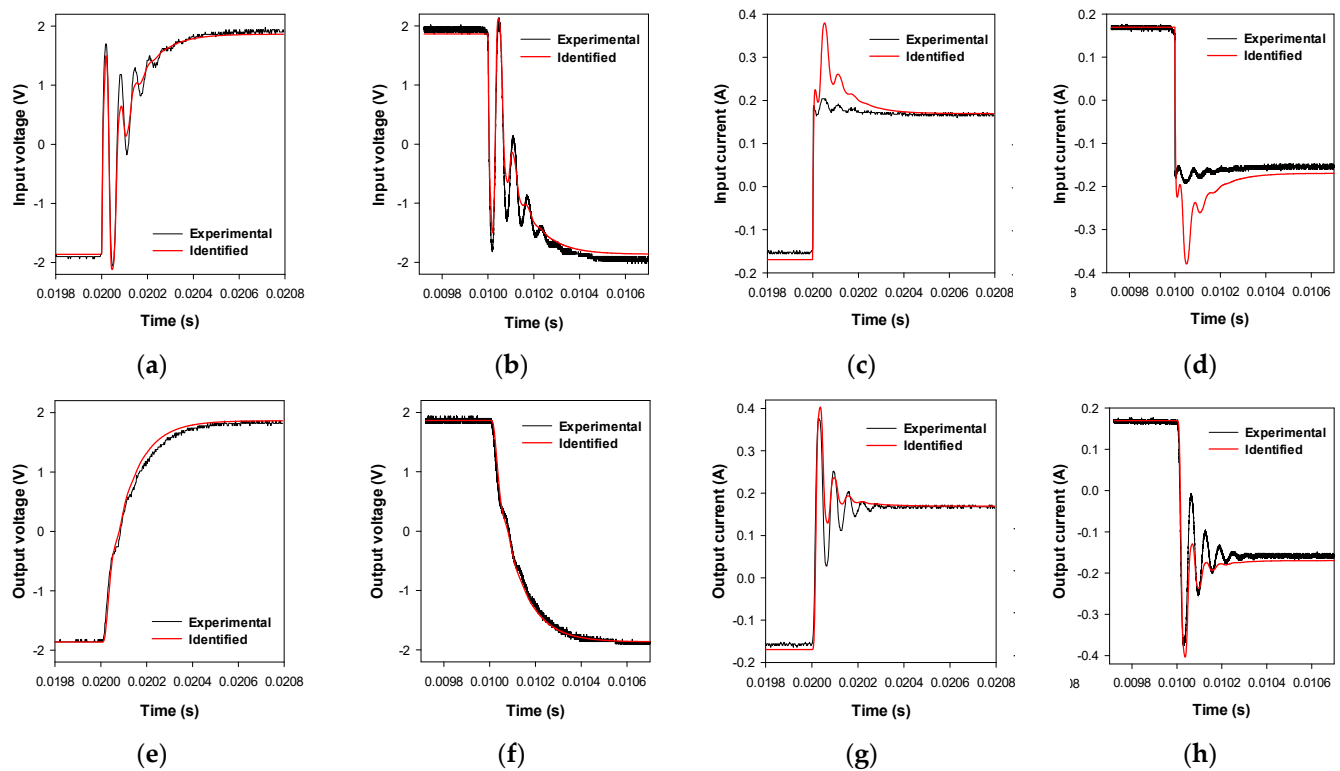 2
1
0
-1
-2
Input voltage (V)
Experimental
Identified
0.0198 0.0200 0.0202 0.0204 0.0206 0.0208
Time (s)
(a)
2
1
0
-1
-2
Input voltage (V)
Experimental
Identified
0.0098 0.0100 0.0102 0.0104 0.0106
Time (s)
(b)
0.4
0.3
0.2
0.1
0.0
-0.1
-0.2
Input current (A)
Experimental
Identified
0.0198 0.0200 0.0202 0.0204 0.0206 0.0208
Time (s)
(c)
0.2
0.1
0.0
-0.1
-0.2
-0.3
-0.4
Input current (A)
Experimental
Identified
08 0.0098 0.0100 0.0102 0.0104 0.0106
Time (s)
(d)
2
1
0
-1
-2
Output voltage (V)
Experimental
Identified
0.0198 0.0200 0.0202 0.0204 0.0206 0.0208
Time (s)
(e)
2
1
0
-1
-2
Output voltage (V)
Experimental
Identified
0.0098 0.0100 0.0102 0.0104 0.0106
Time (s)
(f)
0.4
0.3
0.2
0.1
0.0
-0.1
-0.2
Output current (A)
Experimental
Identified
0.0198 0.0200 0.0202 0.0204 0.0206 0.0208
Time (s)
(g)
0.2
0.1
0.0
-0.1
-0.2
-0.3
-0.4
Output current (A)
Experimental
Identified
08 0.0098 0.0100 0.0102 0.0104 0.0106
Time (s)
(h)